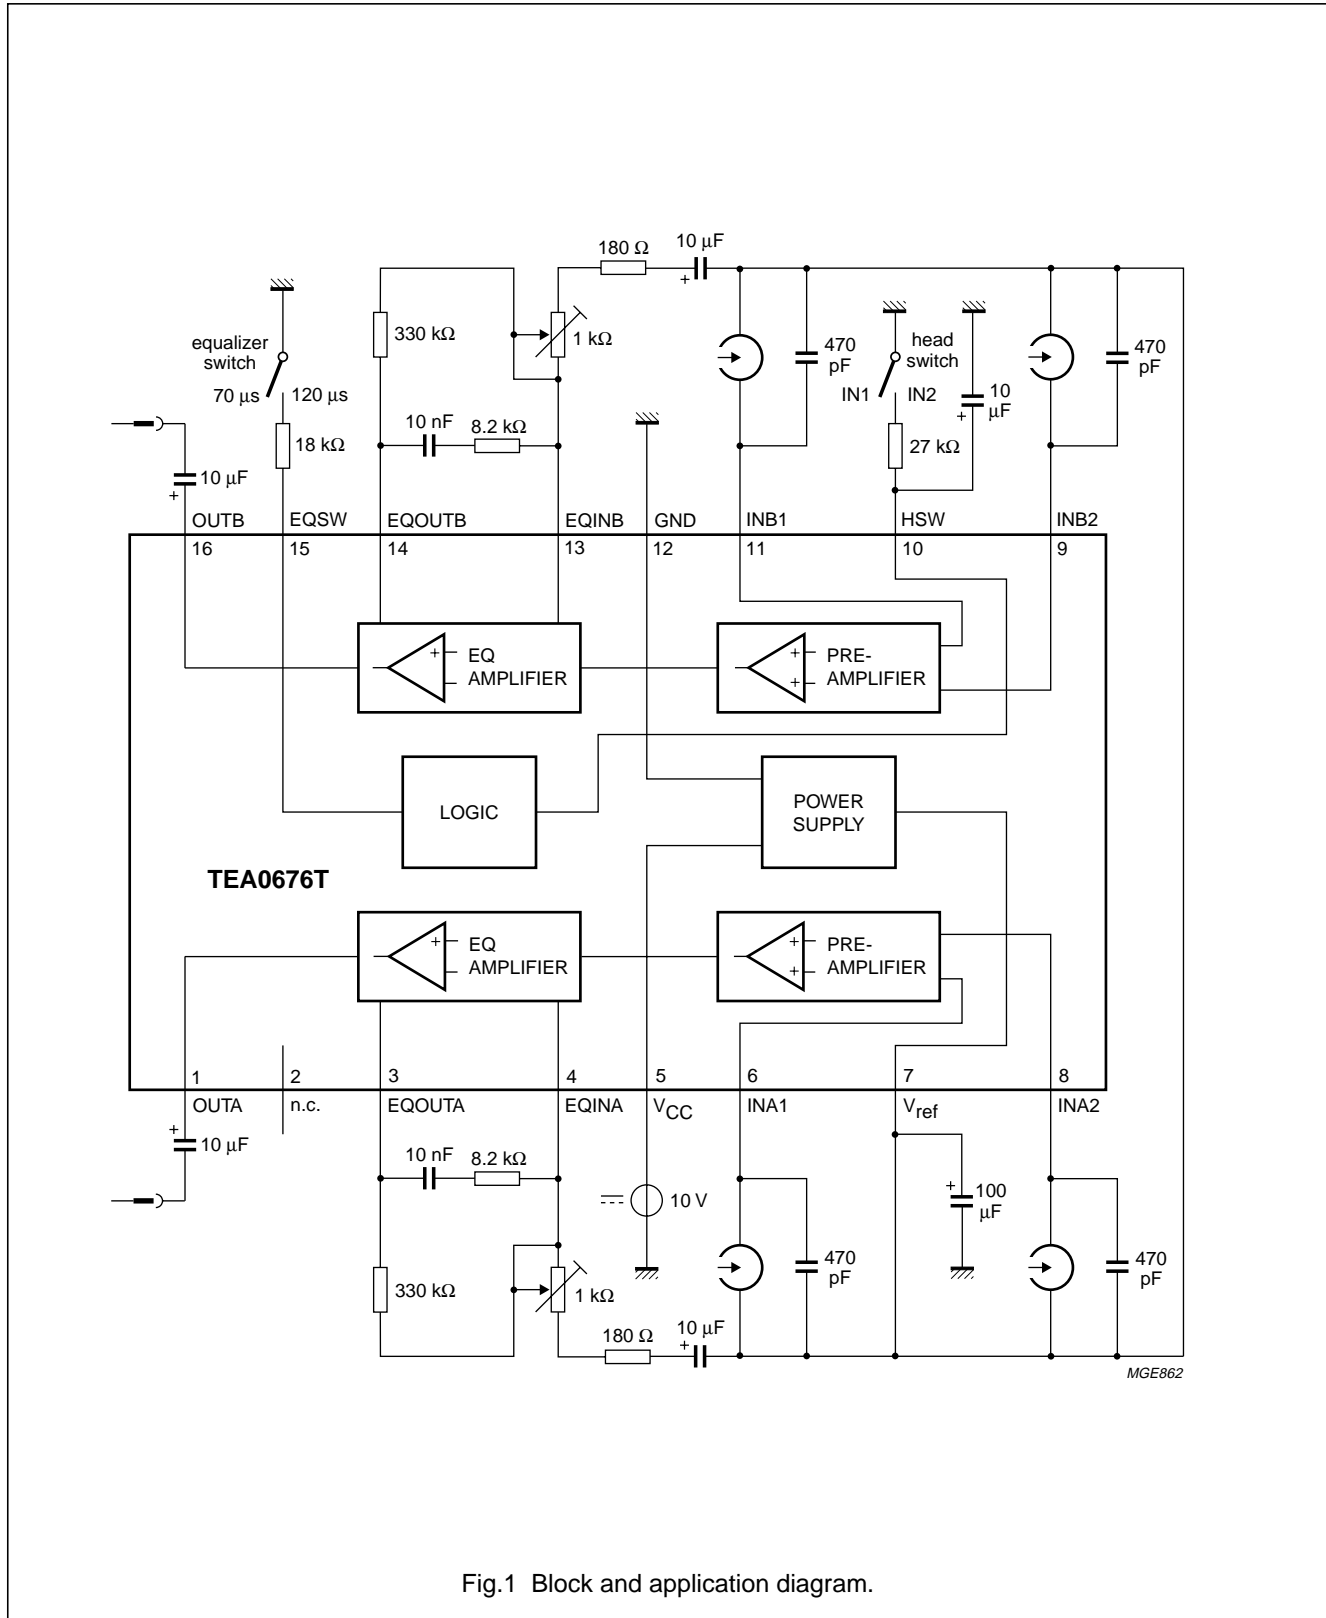 180 Ω
10 µF
+
330 kΩ
1 kΩ
equalizer
switch
70 µs
120 µs
470
pF
head
switch
IN1
IN2
10
µF
+
470
pF
10 nF
8.2 kΩ
18 kΩ
27 kΩ
10 µF
+
OUTB
EQSW
EQOUTB
EQINB
GND
INB1
HSW
INB2
16
15
14
13
12
11
10
9
+
EQ
AMPLIFIER
+
+
PRE-
AMPLIFIER
LOGIC
POWER
SUPPLY
TEA0676T
+
EQ
AMPLIFIER
+
+
PRE-
AMPLIFIER
1
2
3
4
5
6
7
8
OUTA
n.c.
EQOUTA
EQINA
VCC
INA1
Vref
INA2
+
10 µF
10 nF
8.2 kΩ
10 V
+
100
µF
330 kΩ
1 kΩ
470
pF
470
pF
180 Ω
10 µF
+
MGE862
Fig.1 Block and application diagram.